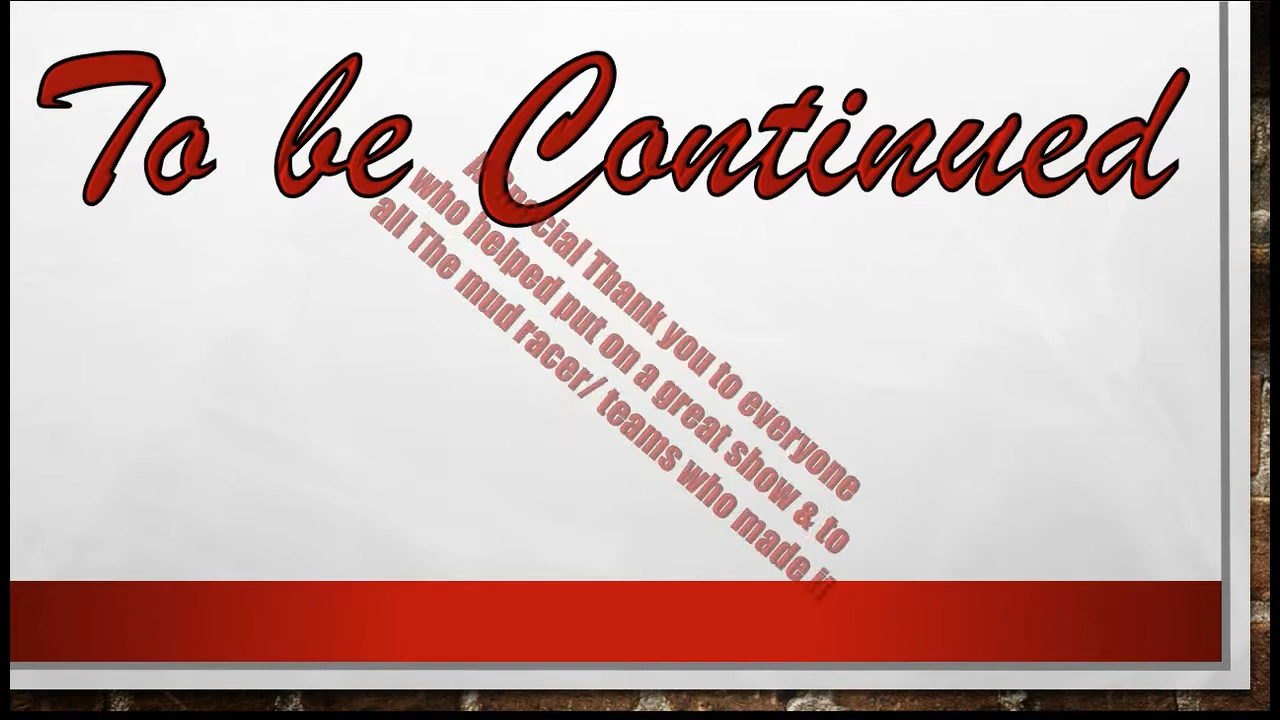 To be Continued
A Special Thank you to everyone
who helped put on a great show & to
all The mud racer/ teams who made it